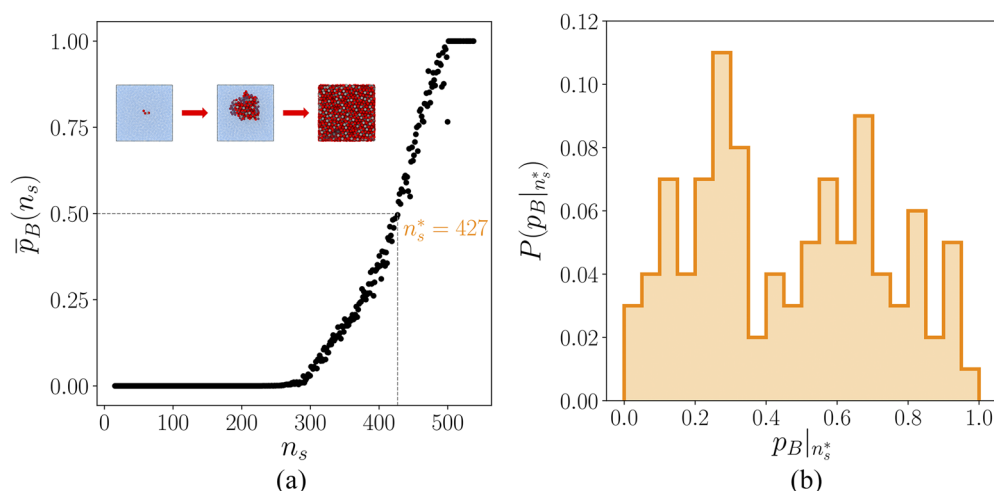 1.00
0.75
0.50
0.25
0.00
p̅_B(n_s)
n_s^* = 427
0 100 200 300 400 500
n_s
(a)
0.12
0.10
0.08
0.06
0.04
0.02
0.00
P(p_B|_{n_s^*})
0.0 0.2 0.4 0.6 0.8 1.0
p_B|_{n_s^*}
(b)